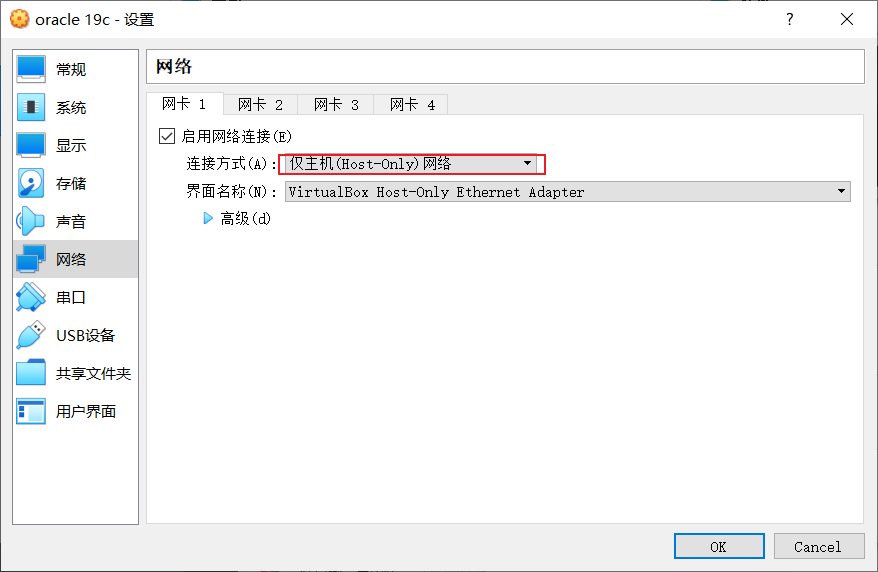 oracle 19c - 设置
?
常规
系统
显示
存储
声音
网络
串口
USB设备
共享文件夹
用户界面
网络
网卡 1 网卡 2 网卡 3 网卡 4
启用网络连接(E)
连接方式(A): 仅主机(Host-Only)网络
界面名称(N): VirtualBox Host-Only Ethernet Adapter
高级(d)
OK Cancel